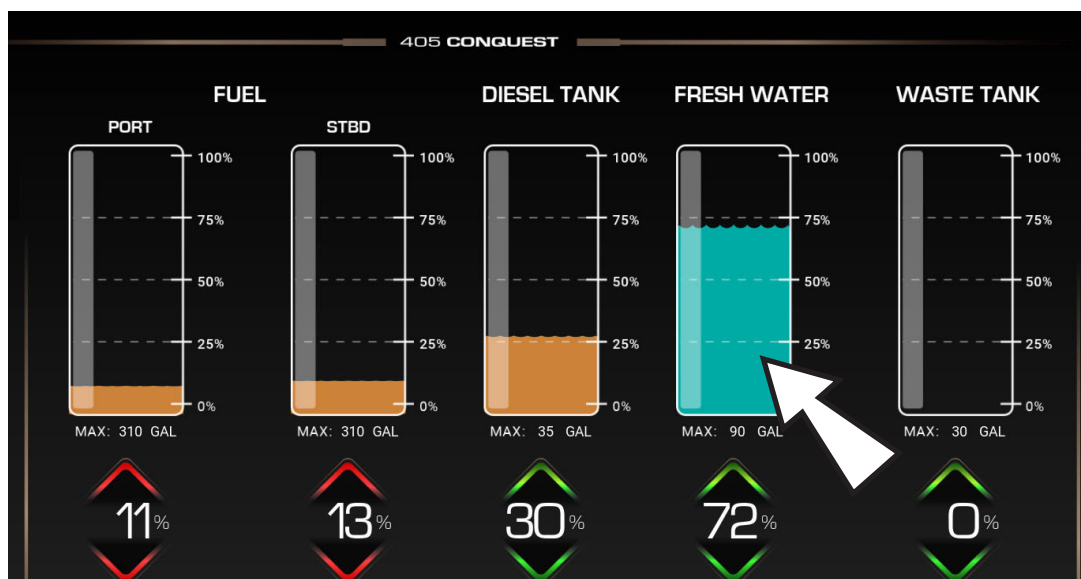 405 CONQUEST
FUEL
DIESEL TANK
FRESH WATER
WASTE TANK
PORT
STBD
100%
75%
50%
25%
0%
MAX: 310 GAL
11%
100%
75%
50%
25%
0%
MAX: 310 GAL
13%
100%
75%
50%
25%
0%
MAX: 35 GAL
30%
100%
75%
50%
25%
MAX: 90 GAL
72%
100%
75%
50%
25%
0%
MAX: 30 GAL
0%